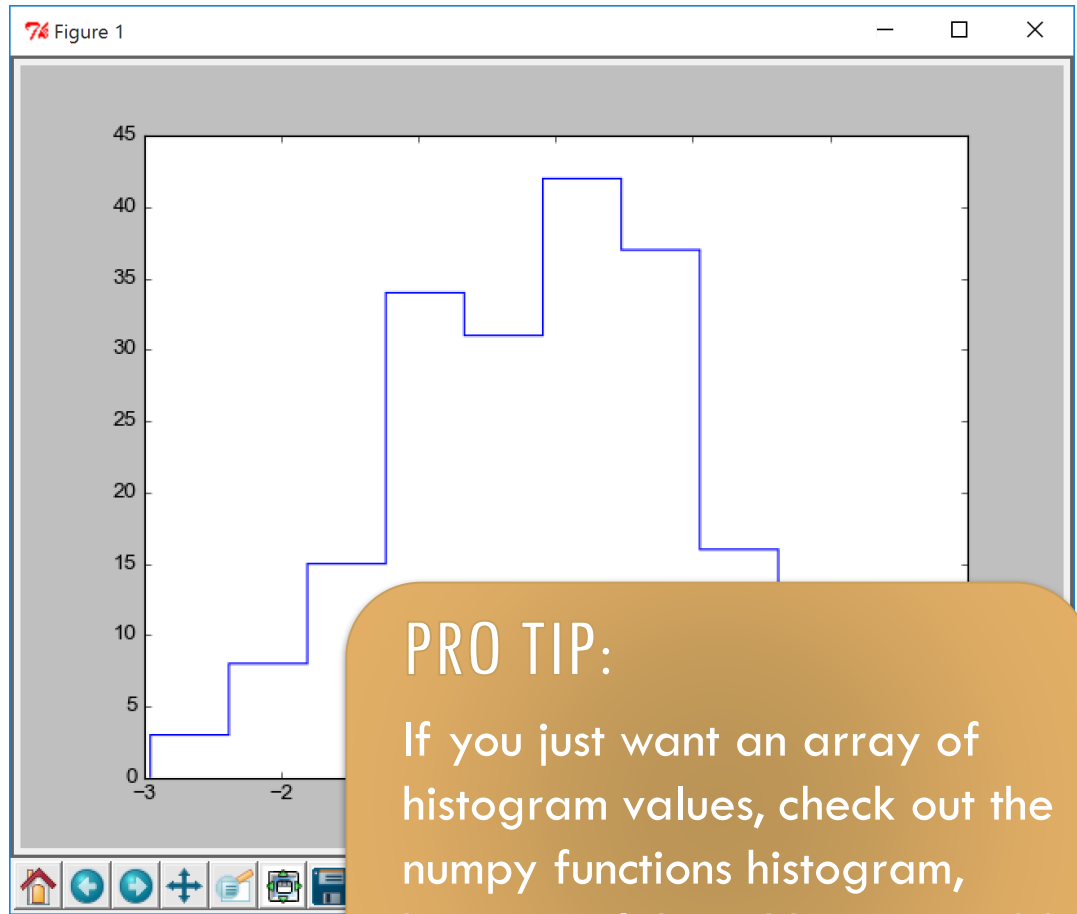 Figure 1
45
40
35
30
25
20
15
10
5
0
−3
−2
PRO TIP:
If you just want an array of
histogram values, check out the
numpy functions histogram,